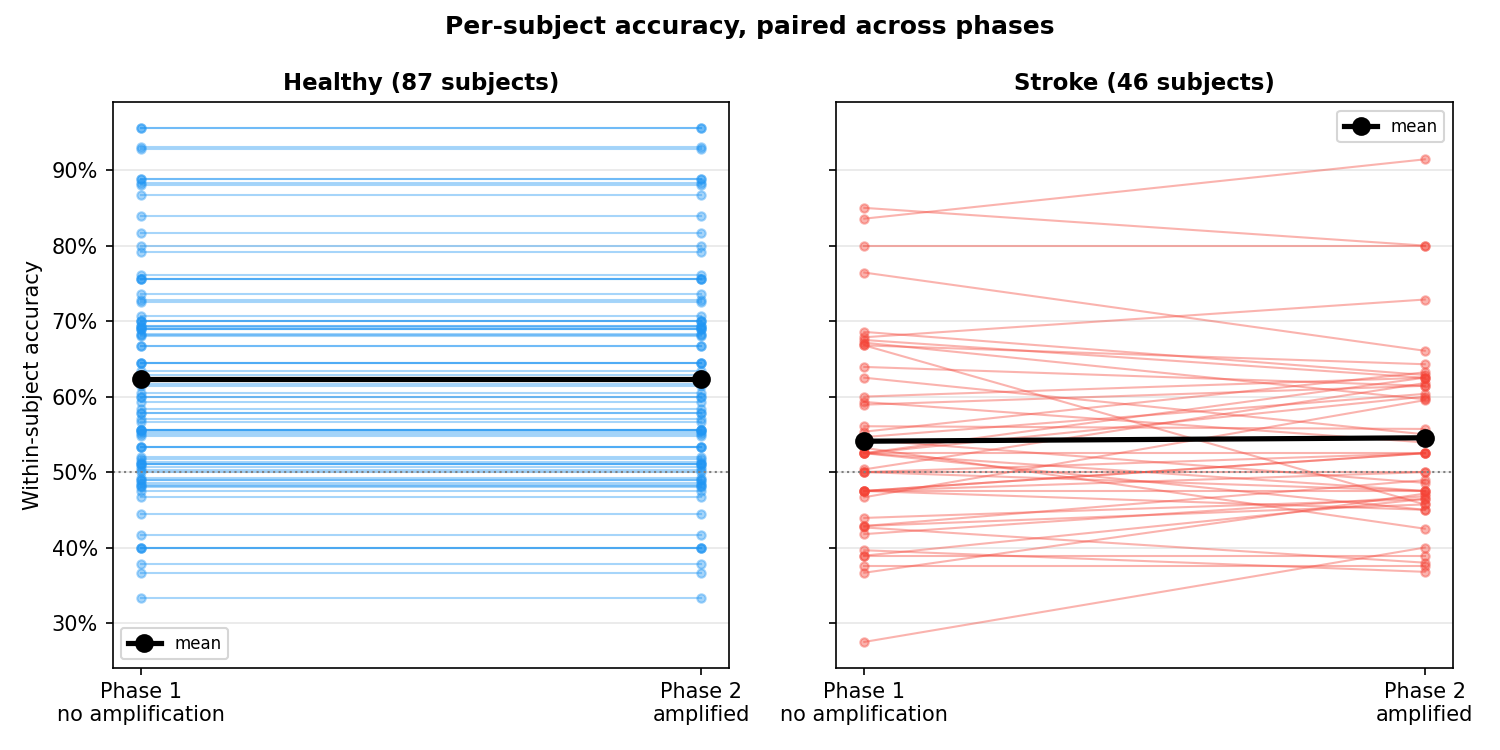 Per-subject accuracy, paired across phases
Healthy (87 subjects)
Stroke (46 subjects)
Within-subject accuracy
90%
80%
70%
60%
50%
40%
30%
mean
mean
Phase 1
no amplification
Phase 2
amplified
Phase 1
no amplification
Phase 2
amplified